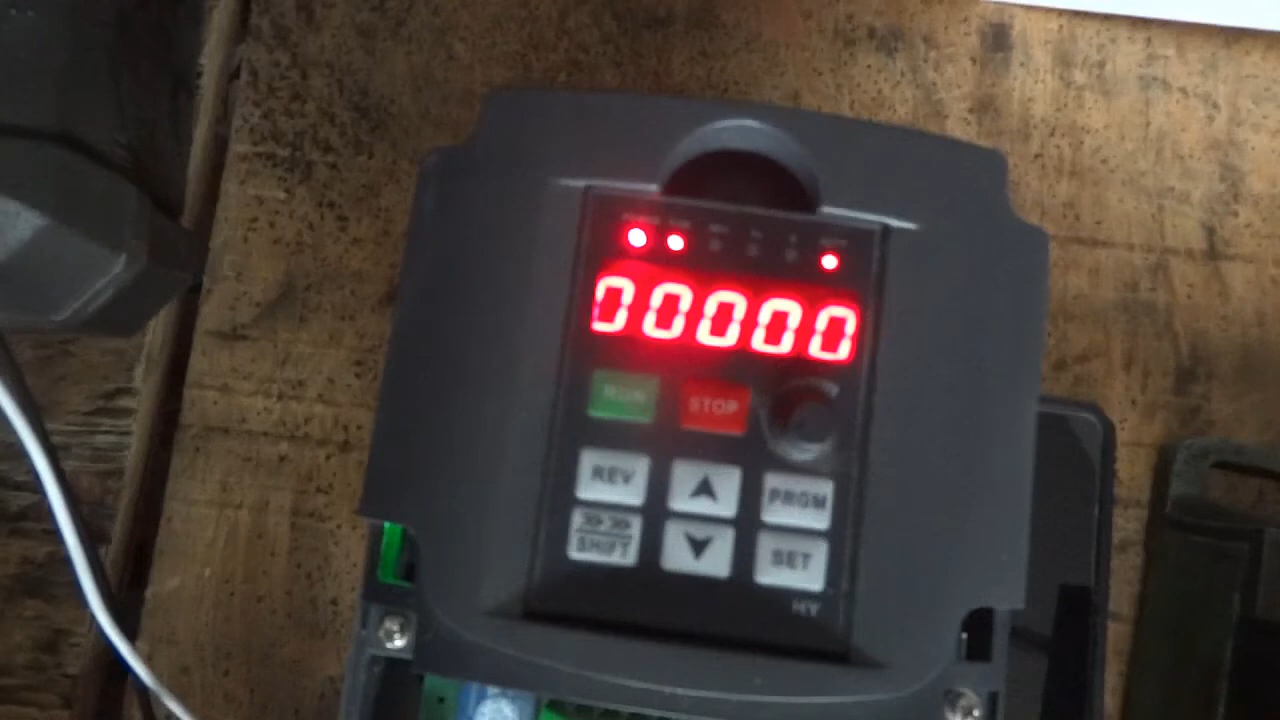 00000
RUN STOP
REV PRGM
SHIFT SET
HY